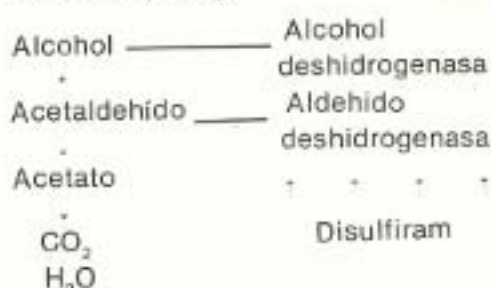 Alcohol
Alcohol
deshidrogenasa
Acetaldehído
Aldehido
deshidrogenasa
Acetato
Disulfiram
CO₂
H₂O